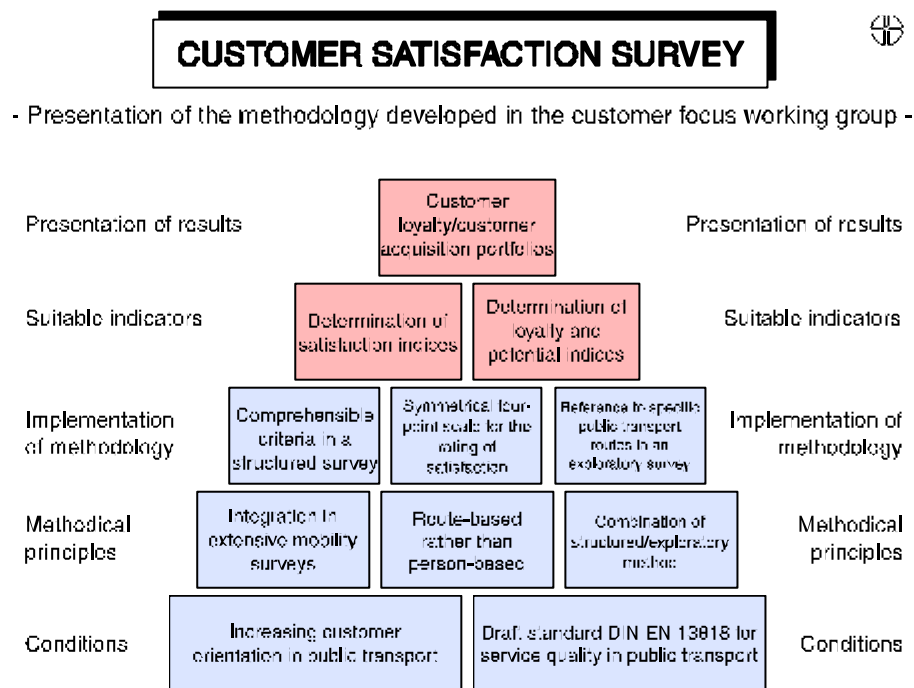 CUSTOMER SATISFACTION SURVEY
- Presentation of the methodology developed in the customer focus working group -
Presentation of results
Customer
loyalty/customer
acquisition portfolios
Presentation of results
Suitable indicators
Determination of
satisfaction indices
Determination of
loyalty and
potential indices
Suitable indicators
Implementation
of methodology
Comprehensible
criteria in a
structured survey
Symmetrical four-
point scale for the
rating of
satisfaction
Reference to specific
public transport
routes in an
exploratory survey
Implementation of
methodology
Methodical
principles
Integration in
extensive mobility
surveys
Route-based
rather than
person-based
Combination of
structured/exploratory
method
Methodical
principles
Conditions
Increasing customer
orientation in public transport
Draft standard DIN EN 13818 for
service quality in public transport
Conditions